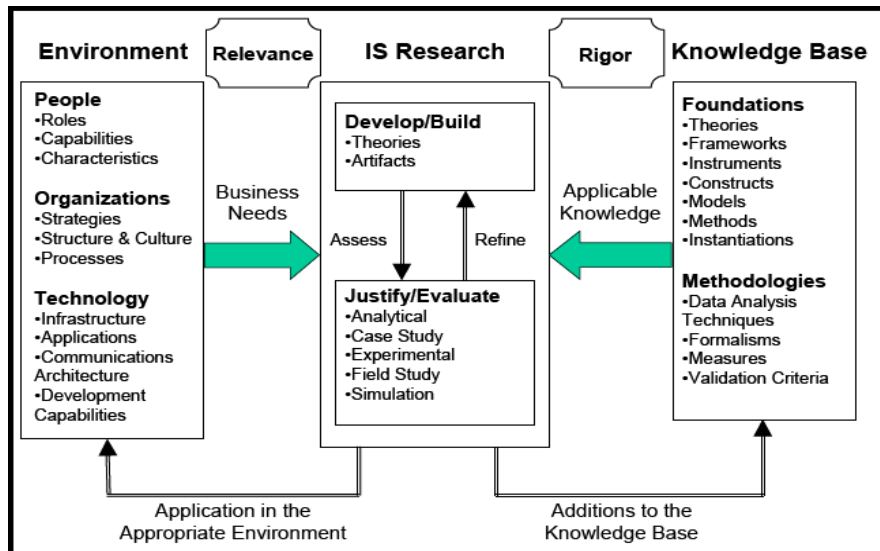 Environment
Relevance
IS Research
Rigor
Knowledge Base
People
•Roles
•Capabilities
•Characteristics
Organizations
•Strategies
•Structure & Culture
•Processes
Technology
•Infrastructure
•Applications
•Communications
Architecture
•Development
Capabilities
Business
Needs
Develop/Build
•Theories
•Artifacts
Assess
Refine
Justify/Evaluate
•Analytical
•Case Study
•Experimental
•Field Study
•Simulation
Applicable
Knowledge
Foundations
•Theories
•Frameworks
•Instruments
•Constructs
•Models
•Methods
•Instantiations
Methodologies
•Data Analysis
Techniques
•Formalisms
•Measures
•Validation Criteria
Application in the
Appropriate Environment
Additions to the
Knowledge Base